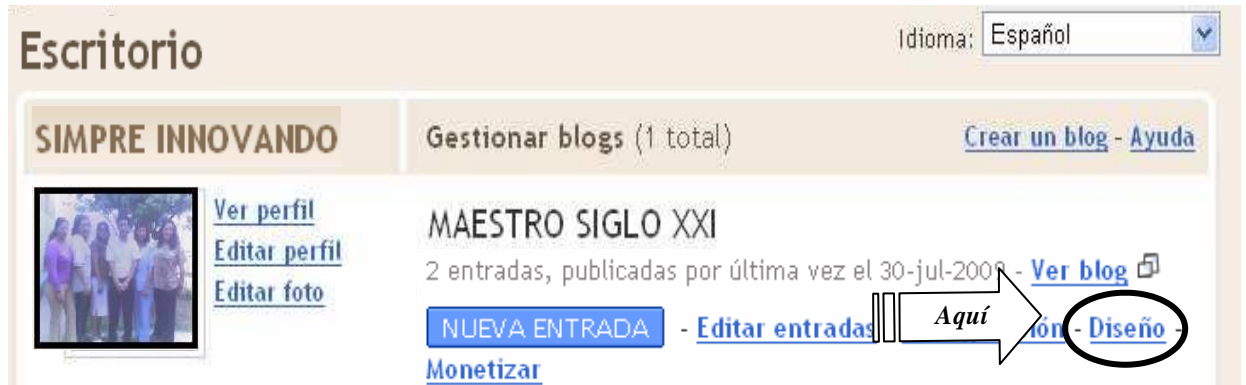 Escritorio
Idioma: Español
SIMPRE INNOVANDO
Gestionar blogs (1 total)
Crear un blog - Ayuda
Ver perfil
Editar perfil
Editar foto
MAESTRO SIGLO XXI
2 entradas, publicadas por última vez el 30-jul-2009 - Ver blog
NUEVA ENTRADA - Editar entradas ión - Diseño -
Aquí
Monetizar